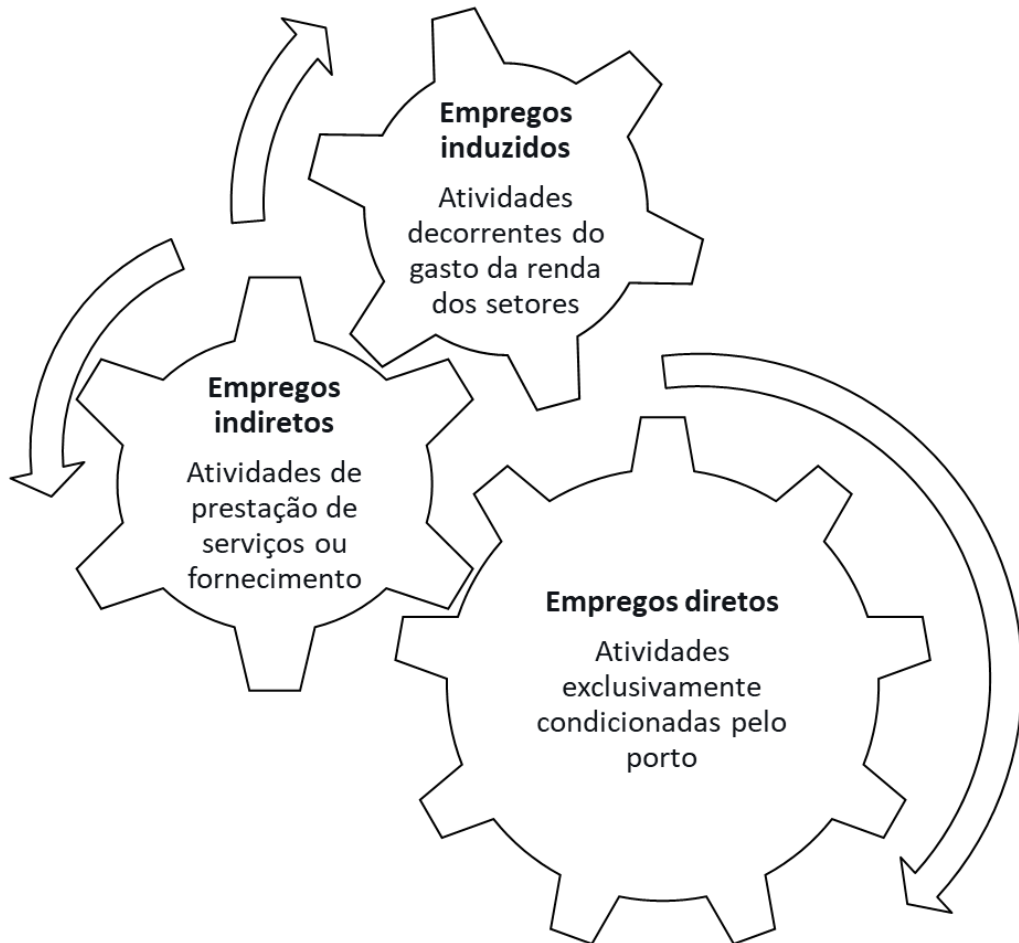 Empregos
induzidos
Atividades
decorrentes do
gasto da renda
dos setores
Empregos
indiretos
Atividades de
prestação de
serviços ou
fornecimento
Empregos diretos
Atividades
exclusivamente
condicionadas pelo
porto